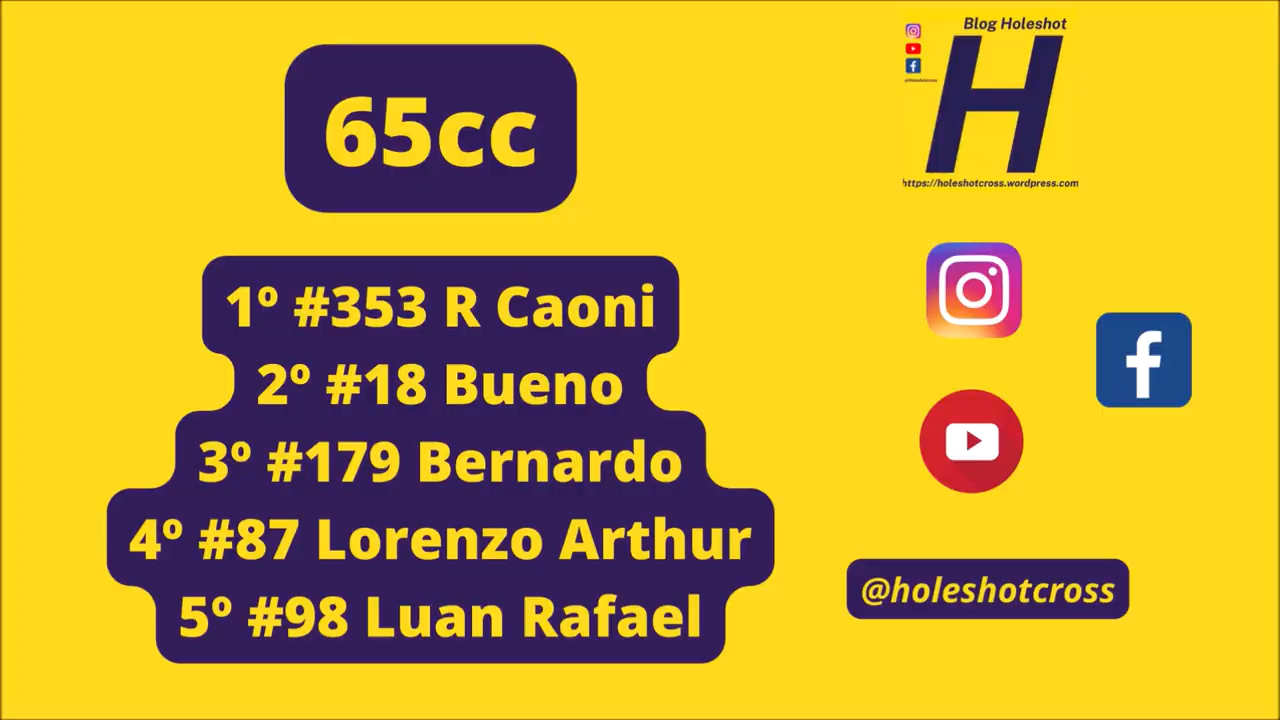 65cc
1º #353 R Caoni
2º #18 Bueno
3º #179 Bernardo
4º #87 Lorenzo Arthur
5º #98 Luan Rafael
Blog Holeshot
H
https://holeshotcross.wordpress.com
@holeshotcross